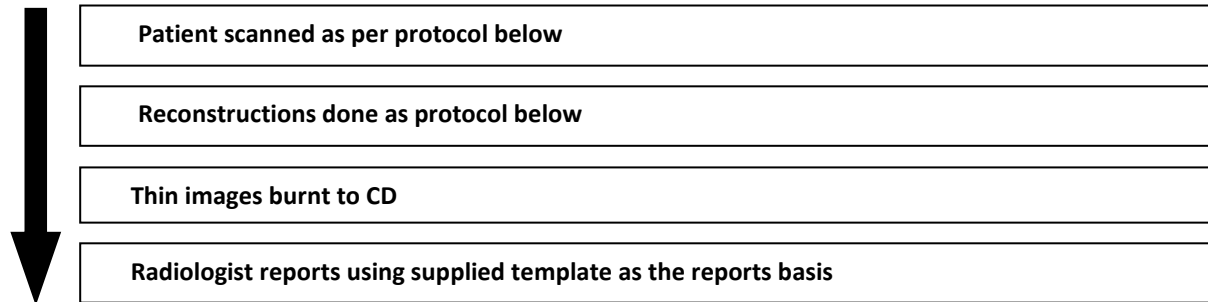 Patient scanned as per protocol below
Reconstructions done as protocol below
Thin images burnt to CD
Radiologist reports using supplied template as the reports basis